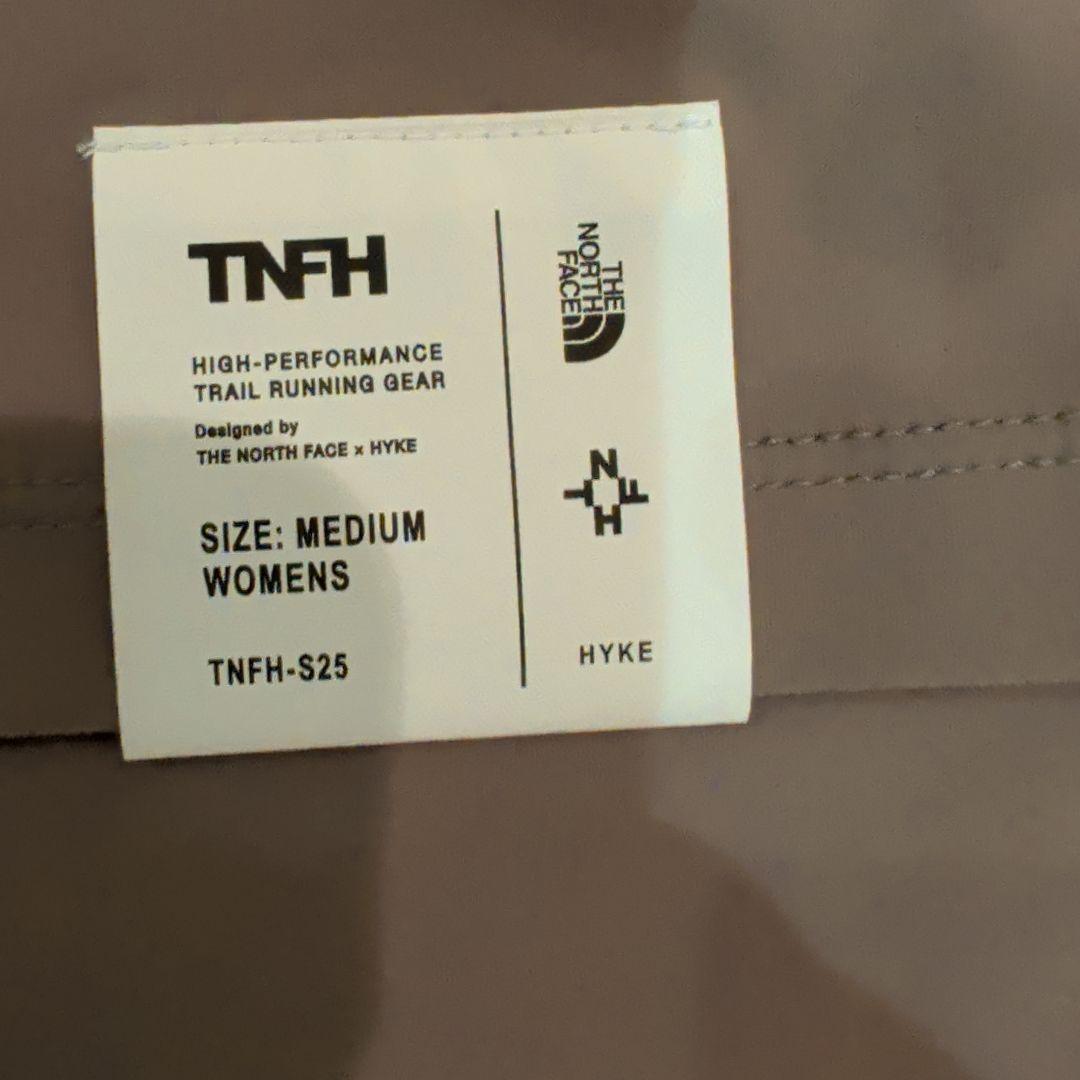 TNFH
HIGH-PERFORMANCE
TRAIL RUNNING GEAR
Designed by
THE NORTH FACE x HYKE
SIZE: MEDIUM
WOMENS
TNFH-S25
THE
NORTH
FACE
TNFH
HYKE